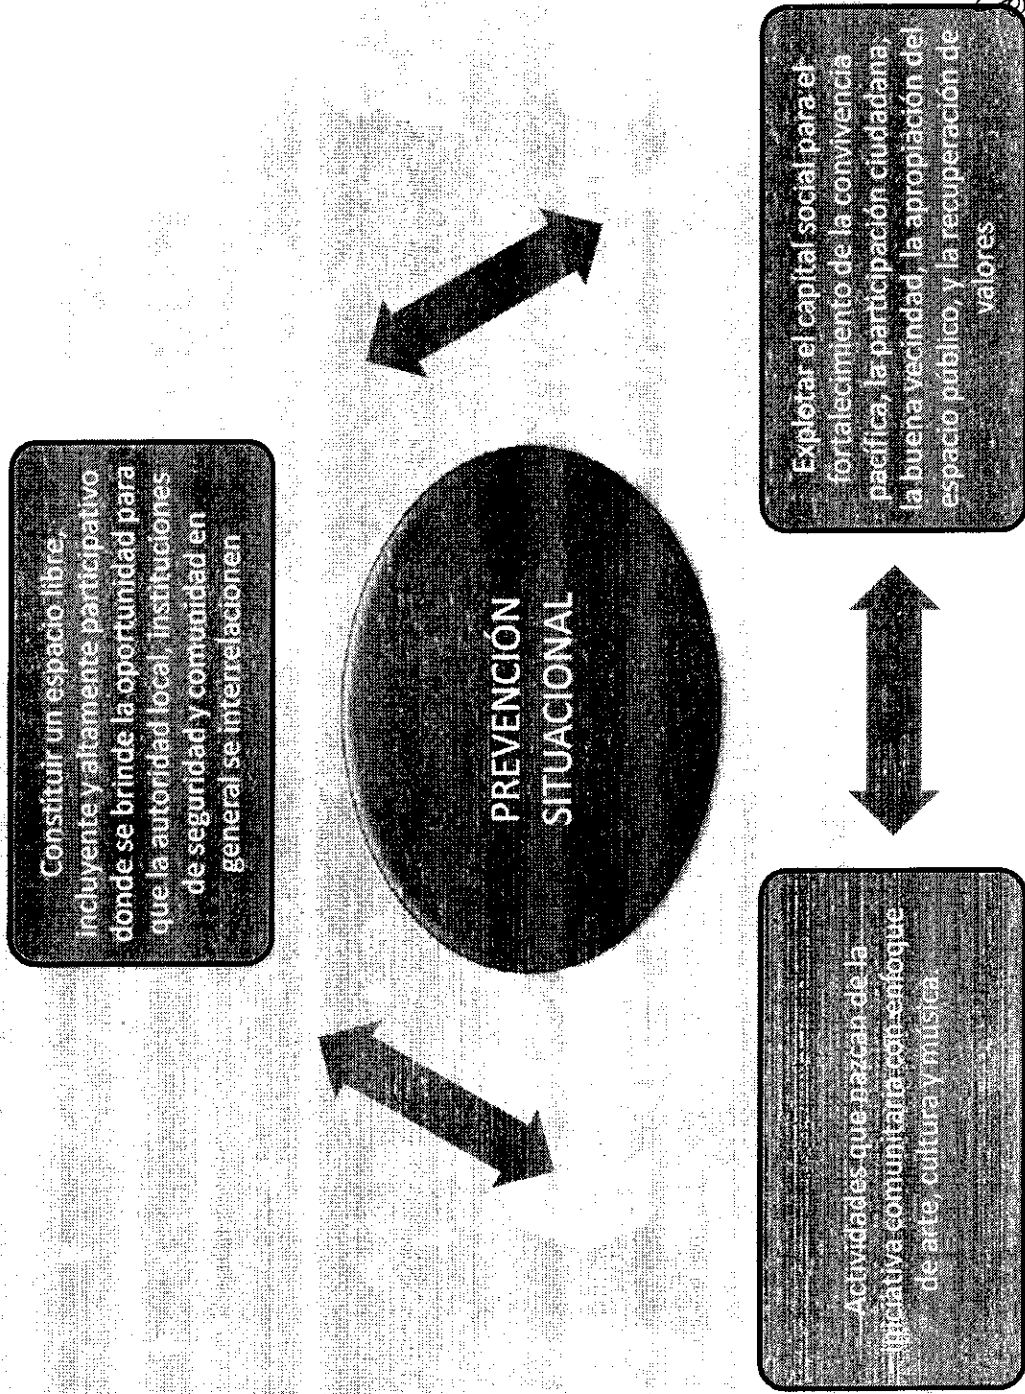 Constituir un espacio libre,
incluyente y altamente participativo
donde se brinde la oportunidad para
que la autoridad local, instituciones
de seguridad y comunidad en
general se interrelacionen
PREVENCIÓN
SITUACIONAL
Actividades que nazcan de la
iniciativa comunitaria con enfoque
de arte, cultura y música
Explotar el capital social para el
fortalecimiento de la convivencia
pacífica, la participación ciudadana,
la buena vecindad, la apropiación del
espacio publico, y la recuperación de
valores